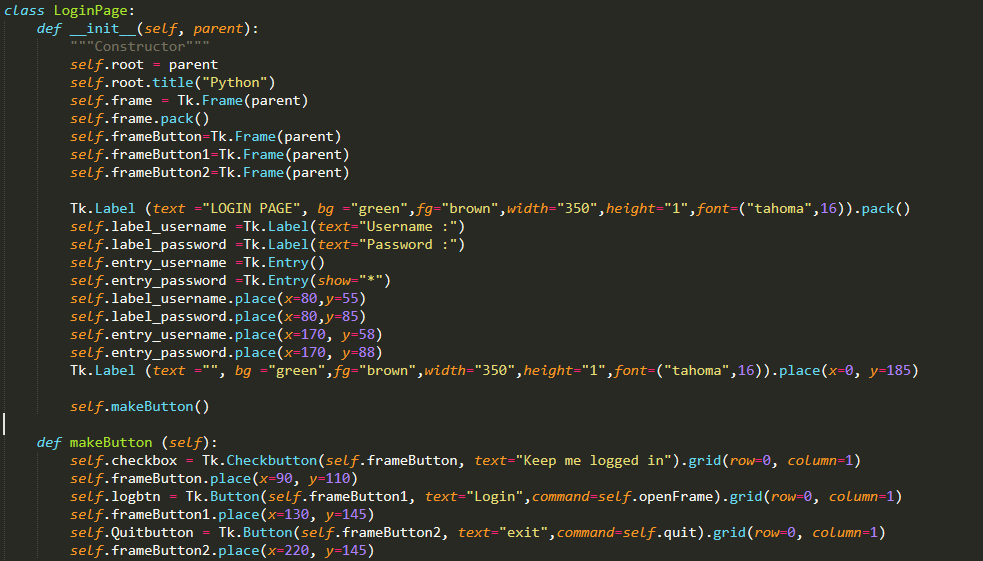 class LoginPage:
    def __init__(self, parent):
        """Constructor"""
        self.root = parent
        self.root.title("Python")
        self.frame = Tk.Frame(parent)
        self.frame.pack()
        self.frameButton=Tk.Frame(parent)
        self.frameButton1=Tk.Frame(parent)
        self.frameButton2=Tk.Frame(parent)

        Tk.Label (text ="LOGIN PAGE", bg ="green",fg="brown",width="350",height="1",font=("tahoma",16)).pack()
        self.label_username =Tk.Label(text="Username :")
        self.label_password =Tk.Label(text="Password :")
        self.entry_username =Tk.Entry()
        self.entry_password =Tk.Entry(show="*")
        self.label_username.place(x=80,y=55)
        self.label_password.place(x=80,y=85)
        self.entry_username.place(x=170, y=58)
        self.entry_password.place(x=170, y=88)
        Tk.Label (text ="", bg ="green",fg="brown",width="350",height="1",font=("tahoma",16)).place(x=0, y=185)

        self.makeButton()

    def makeButton (self):
        self.checkbox = Tk.Checkbutton(self.frameButton, text="Keep me logged in").grid(row=0, column=1)
        self.frameButton.place(x=90, y=110)
        self.logbtn = Tk.Button(self.frameButton1, text="Login",command=self.openFrame).grid(row=0, column=1)
        self.frameButton1.place(x=130, y=145)
        self.Quitbutton = Tk.Button(self.frameButton2, text="exit",command=self.quit).grid(row=0, column=1)
        self.frameButton2.place(x=220, y=145)